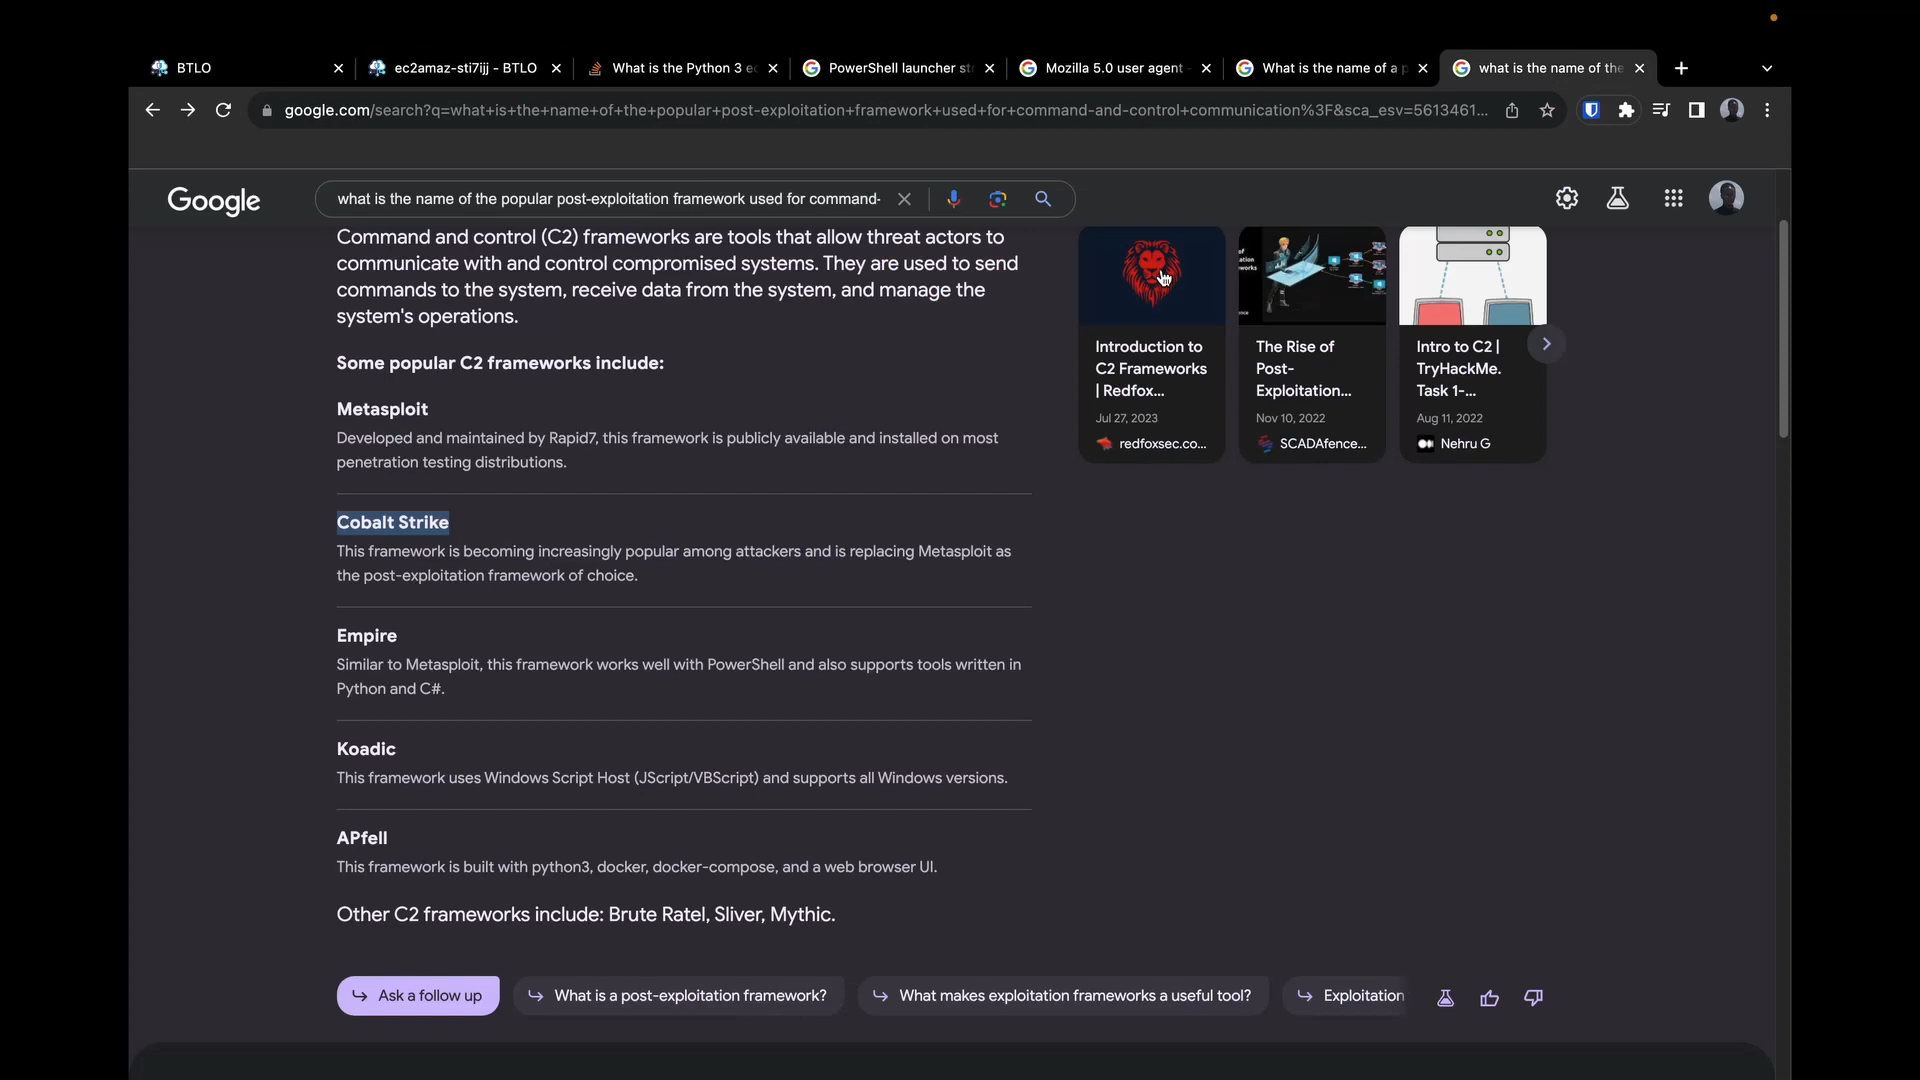 BTLO
ec2amaz-sti7ijj - BTLO
What is the Python 3 e
PowerShell launcher st
Mozilla 5.0 user agent -
What is the name of a p
what is the name of the
google.com/search?q=what+is+the+name+of+the+popular+post-exploitation+framework+used+for+command-and-control+communication%3F&sca_esv=5613461...
Google
what is the name of the popular post-exploitation framework used for command-
Command and control (C2) frameworks are tools that allow threat actors to
communicate with and control compromised systems. They are used to send
commands to the system, receive data from the system, and manage the
system's operations.
Some popular C2 frameworks include:
Metasploit
Developed and maintained by Rapid7, this framework is publicly available and installed on most
penetration testing distributions.
Cobalt Strike
This framework is becoming increasingly popular among attackers and is replacing Metasploit as
the post-exploitation framework of choice.
Empire
Similar to Metasploit, this framework works well with PowerShell and also supports tools written in
Python and C#.
Koadic
This framework uses Windows Script Host (JScript/VBScript) and supports all Windows versions.
APfell
This framework is built with python3, docker, docker-compose, and a web browser UI.
Other C2 frameworks include: Brute Ratel, Sliver, Mythic.
Introduction to
C2 Frameworks
| Redfox...
Jul 27, 2023
redfoxsec.co...
The Rise of
Post-
Exploitation...
Nov 10, 2022
SCADAfence...
Intro to C2 |
TryHackMe.
Task 1-...
Aug 11, 2022
Nehru G
Ask a follow up
What is a post-exploitation framework?
What makes exploitation frameworks a useful tool?
Exploitation